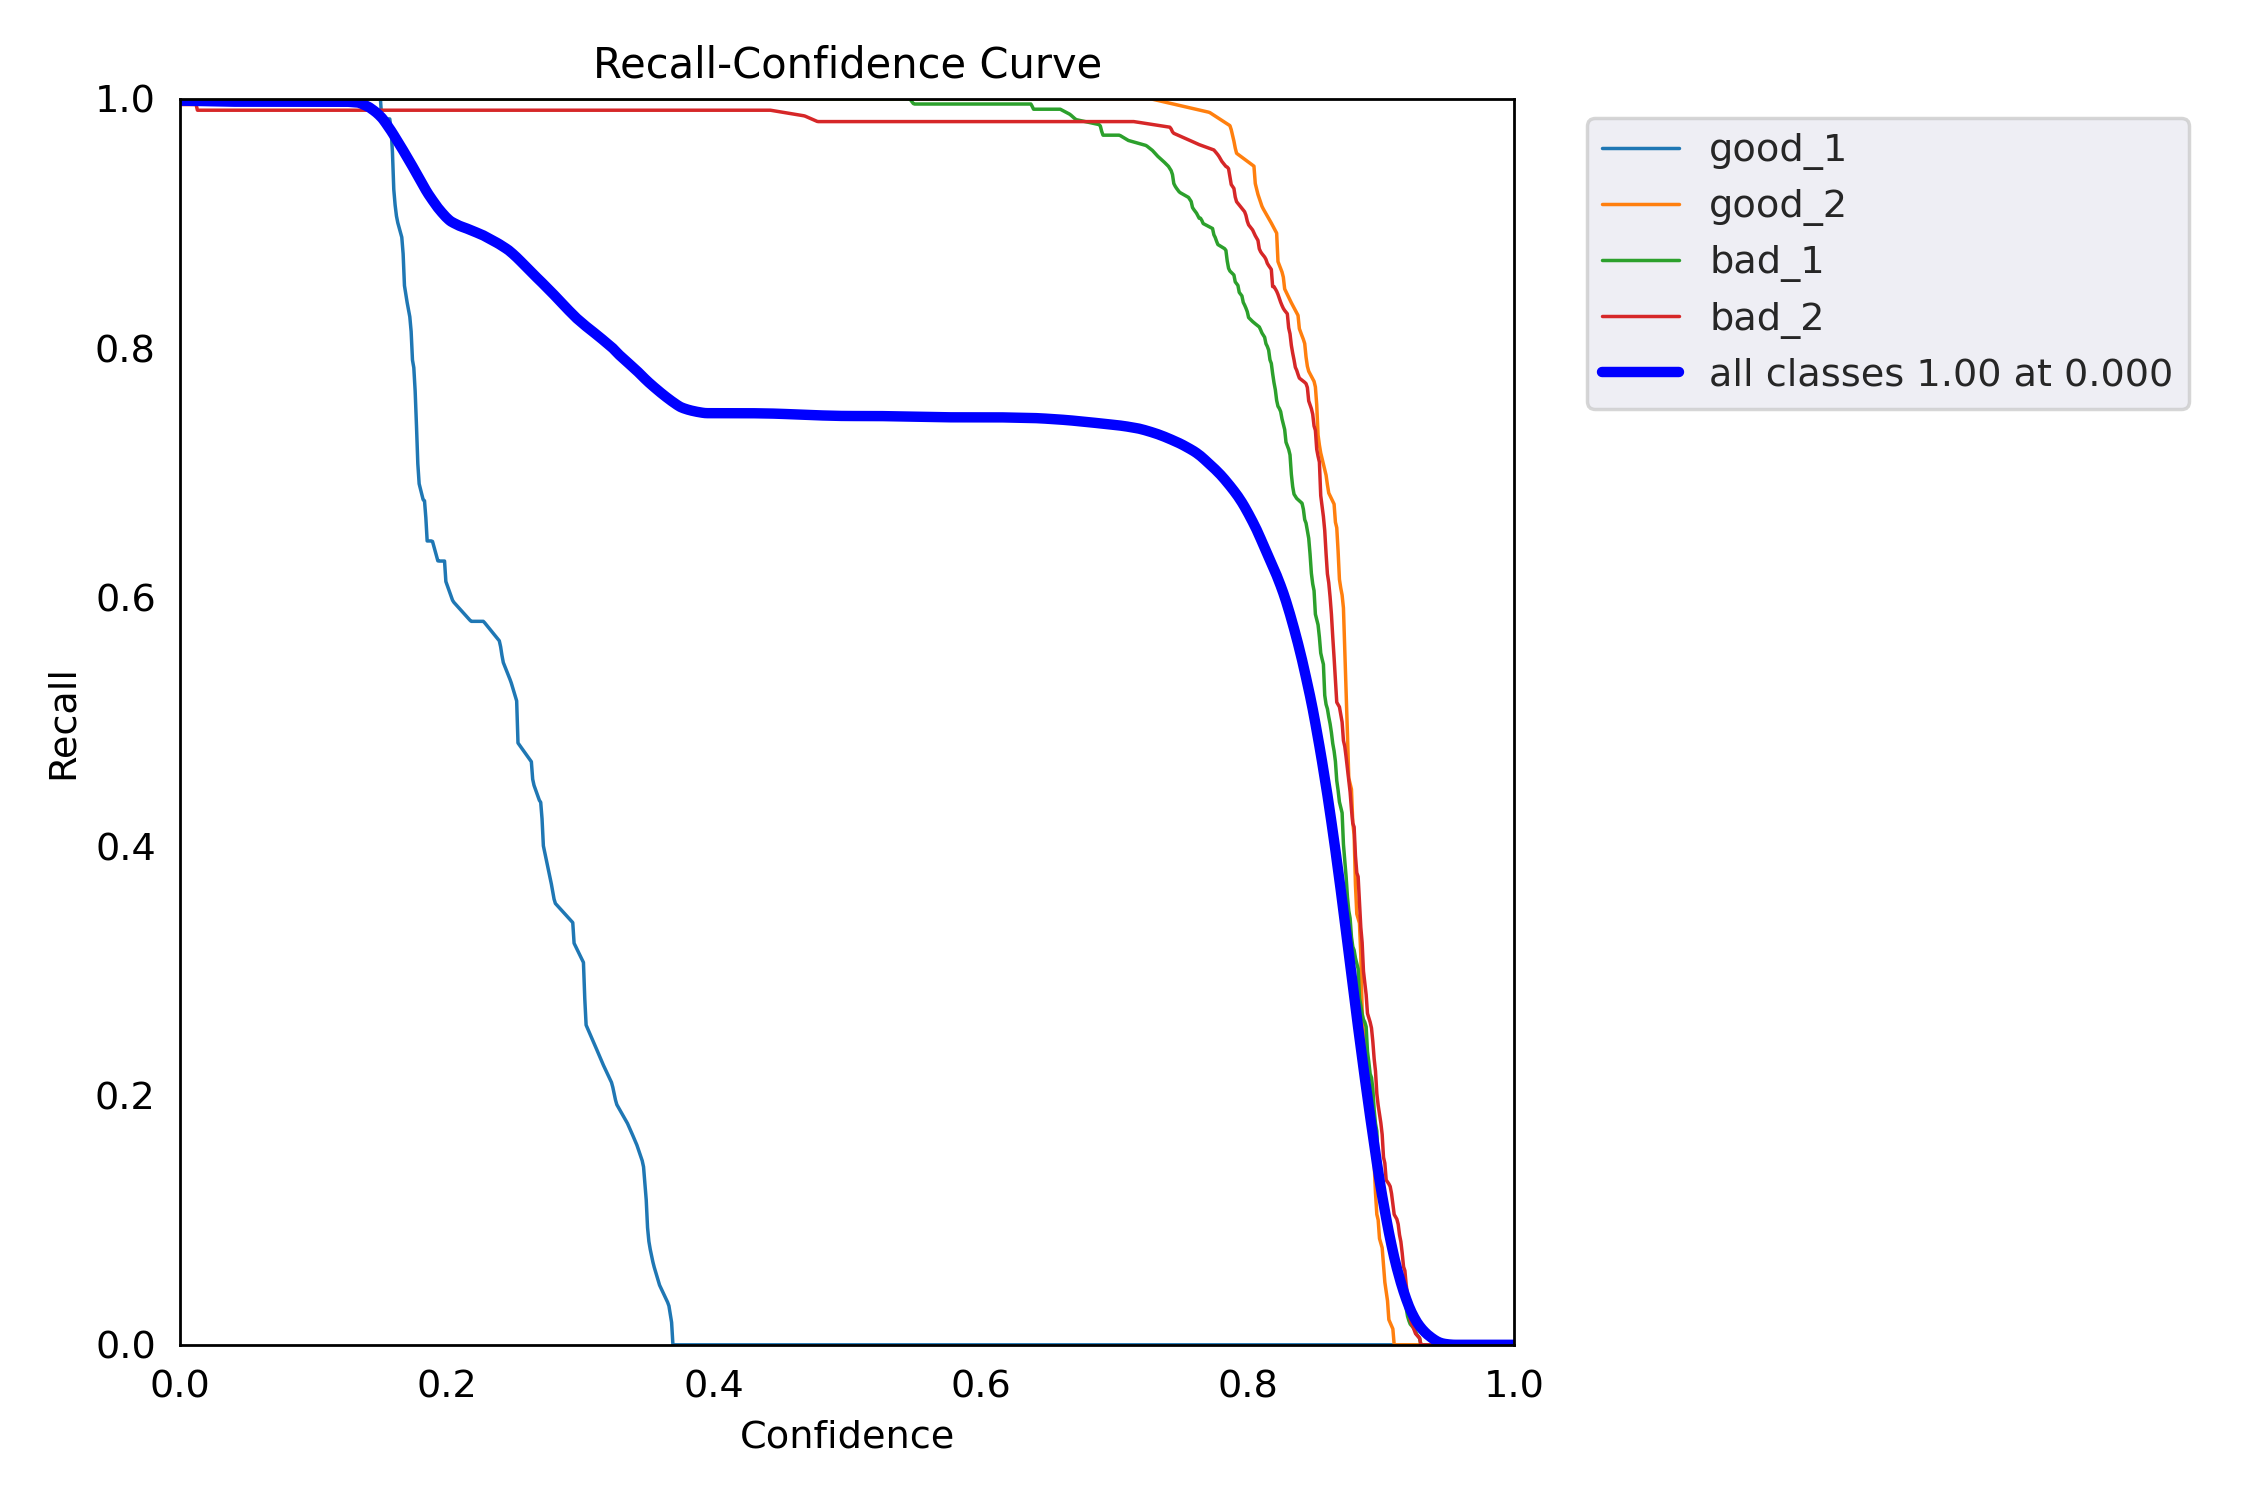 Recall-Confidence Curve
1.0
0.8
0.6
0.4
0.2
0.0
Recall
0.0 0.2 0.4 0.6 0.8 1.0
Confidence
good_1
good_2
bad_1
bad_2
all classes 1.00 at 0.000